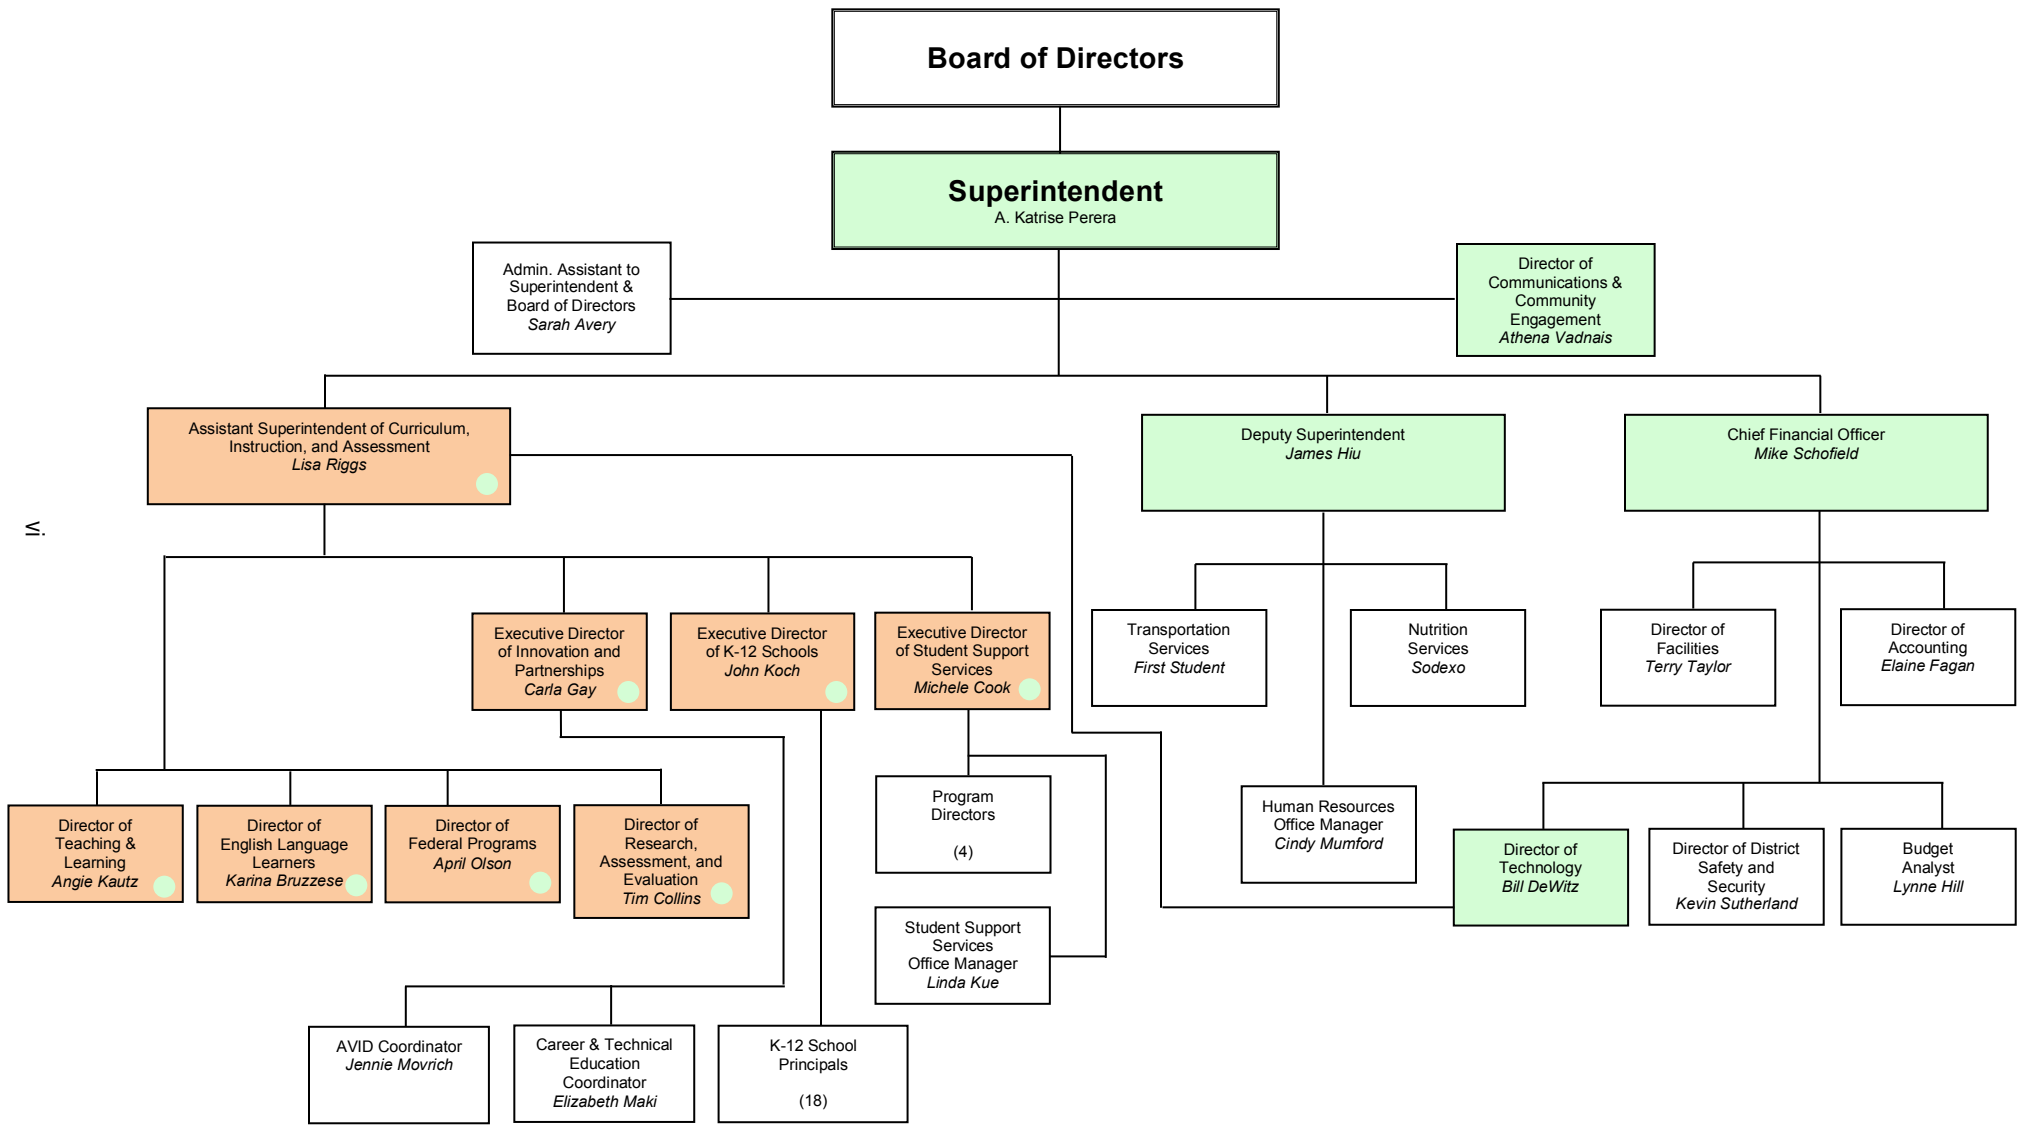 Board of Directors
Superintendent
A. Katrise Perera
Admin. Assistant to
Superintendent &
Board of Directors
Sarah Avery
Director of
Communications &
Community
Engagement
Athena Vadnais
Assistant Superintendent of Curriculum,
Instruction, and Assessment
Lisa Riggs
Deputy Superintendent
James Hiu
Chief Financial Officer
Mike Schofield
vi
Executive Director
of Innovation and
Partnerships
Carla Gay
Executive Director
of K-12 Schools
John Koch
Executive Director
of Student Support
Services
Michele Cook
Transportation
Services
First Student
Nutrition
Services
Sodexo
Director of
Facilities
Terry Taylor
Director of
Accounting
Elaine Fagan
Director of
Teaching &
Learning
Angie Kautz
Director of
English Language
Learners
Karina Bruzzese
Director of
Federal Programs
April Olson
Director of
Research,
Assessment, and
Evaluation
Tim Collins
Program
Directors
(4)
Human Resources
Office Manager
Cindy Mumford
Director of
Technology
Bill DeWitz
Director of District
Safety and
Security
Kevin Sutherland
Budget
Analyst
Lynne Hill
Student Support
Services
Office Manager
Linda Kue
AVID Coordinator
Jennie Movrich
Career & Technical
Education
Coordinator
Elizabeth Maki
K-12 School
Principals
(18)